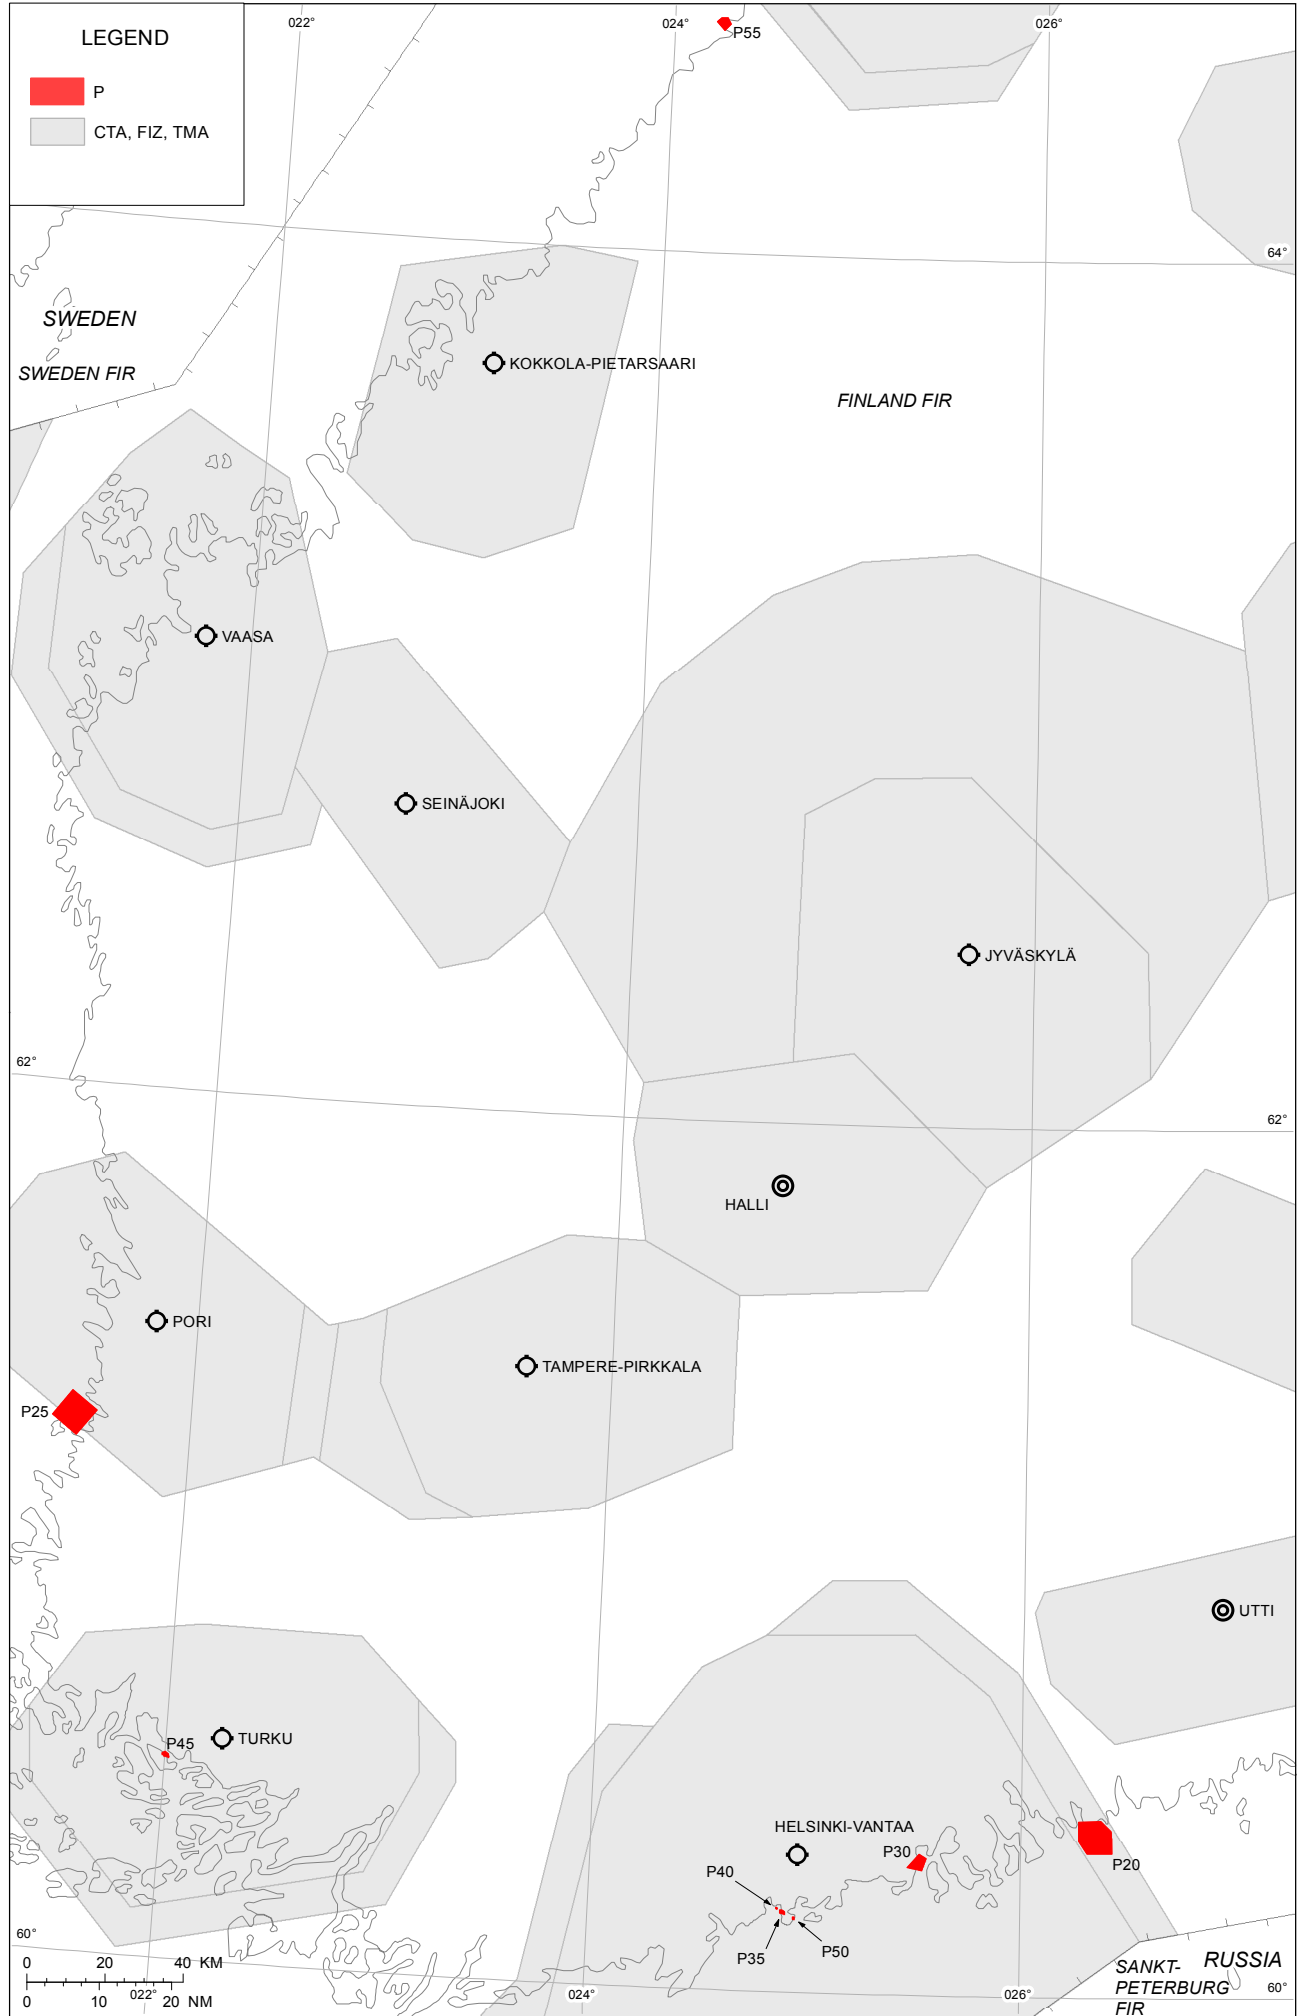 022°
024°
026°
LEGEND
P55
P
CTA, FIZ, TMA
64°
SWEDEN
SWEDEN FIR
KOKKOLA-PIETARSAARI
FINLAND FIR
VAASA
SEINÄJOKI
JYVÄSKYLÄ
62°
62°
HALLI
PORI
TAMPERE-PIRKKALA
P25
UTTI
TURKU
P45
HELSINKI-VANTAA
P30
P20
P40
P35
P50
60°
0 20 40 KM
0 10 20 NM
022°
024°
026°
SANKT-
PETERBURG
FIR
RUSSIA
60°